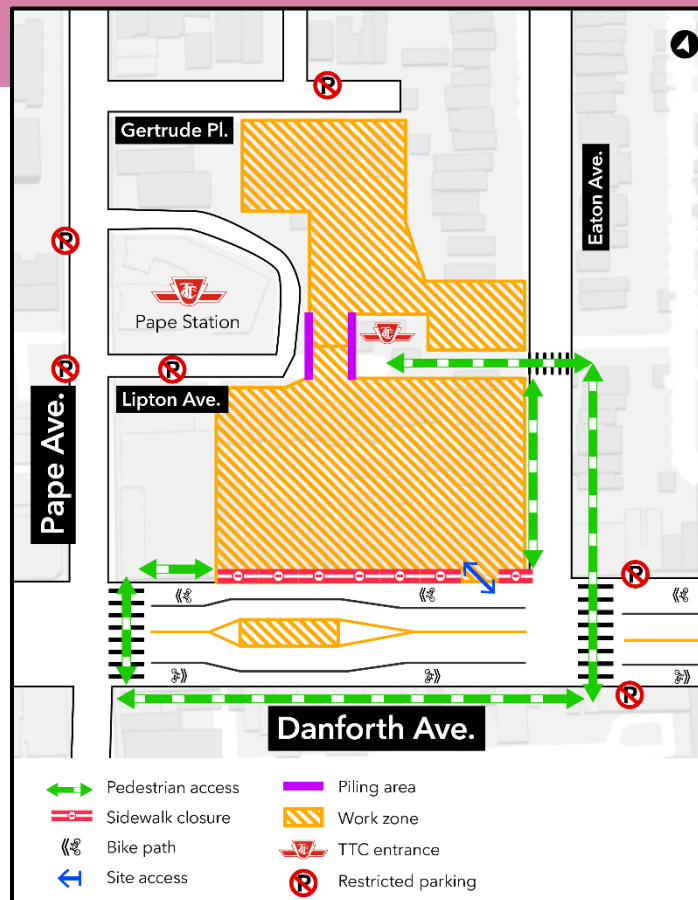 Gertrude Pl.
Eaton Ave.
Pape Station
Lipton Ave.
Pape Ave.
Danforth Ave.
Pedestrian access
Piling area
Sidewalk closure
Work zone
Bike path
TTC entrance
Site access
Restricted parking